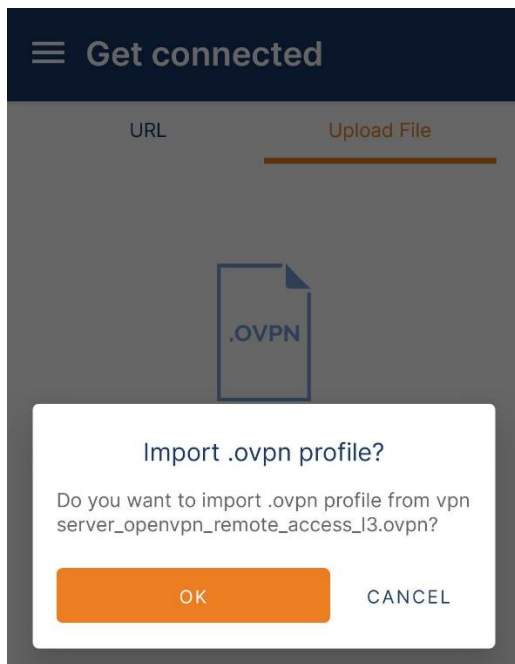 Get connected
URL
Upload File
.OVPN
Import .ovpn profile?
Do you want to import .ovpn profile from vpn
server_openvpn_remote_access_l3.ovpn?
OK
CANCEL